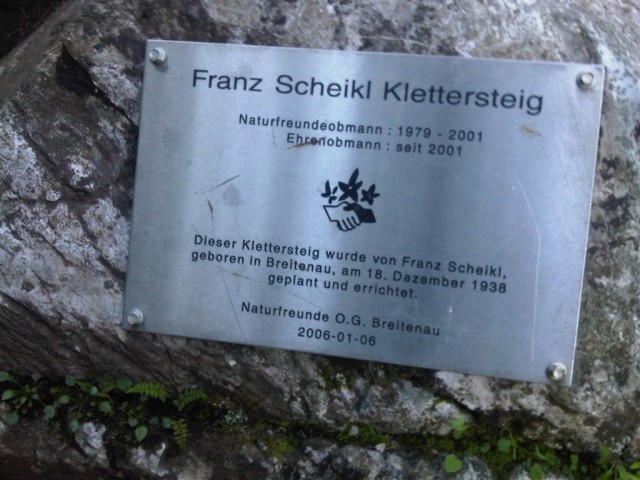 Franz Scheikl Klettersteig
Naturfreundeobmann : 1979 - 2001
Ehrenobmann : seit 2001
Dieser Klettersteig wurde von Franz Scheikl,
geboren in Breitenau, am 18. Dezember 1938
geplant und errichtet.
Naturfreunde O.G. Breitenau
2006-01-06